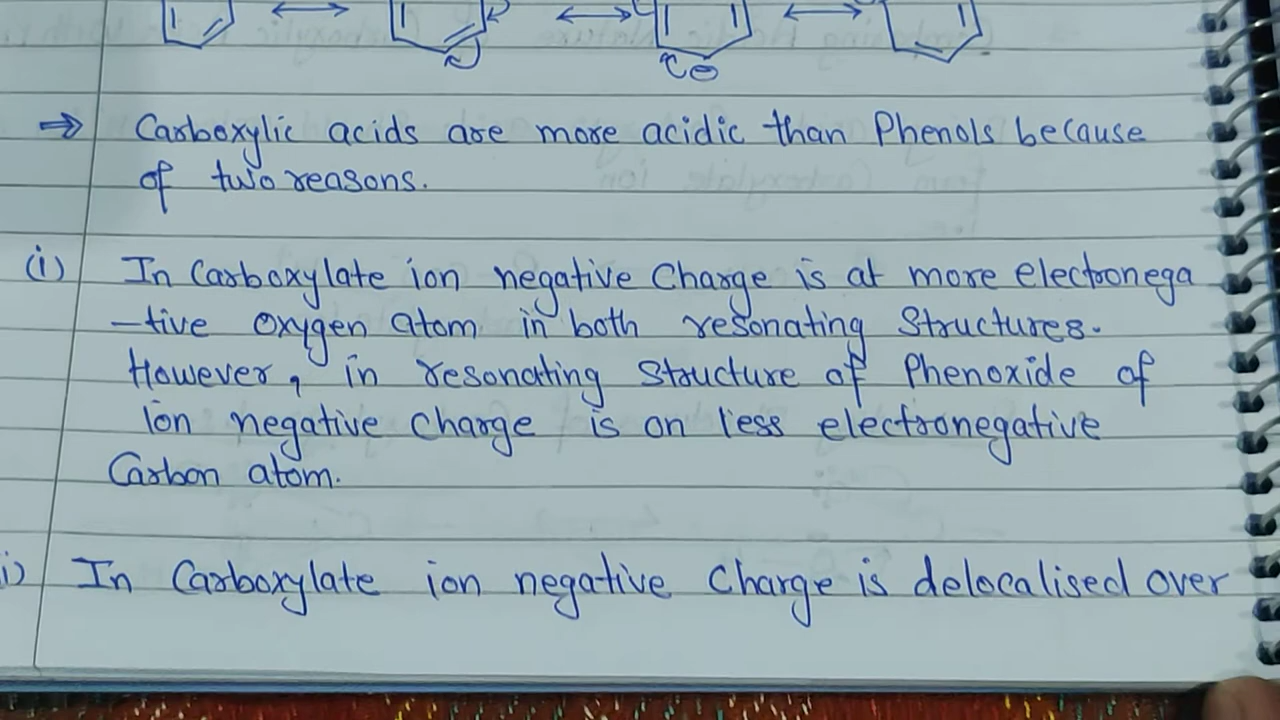 ⇒ Carboxylic acids are more acidic than Phenols because
of two reasons.
(i) In Carboxylate ion negative Charge is at more electronega
-tive oxygen atom in both resonating Structures.
However, in resonating Structure of Phenoxide of
Ion negative charge is on less electronegative
Carbon atom.
i) In Carboxylate ion negative Charge is delocalised over